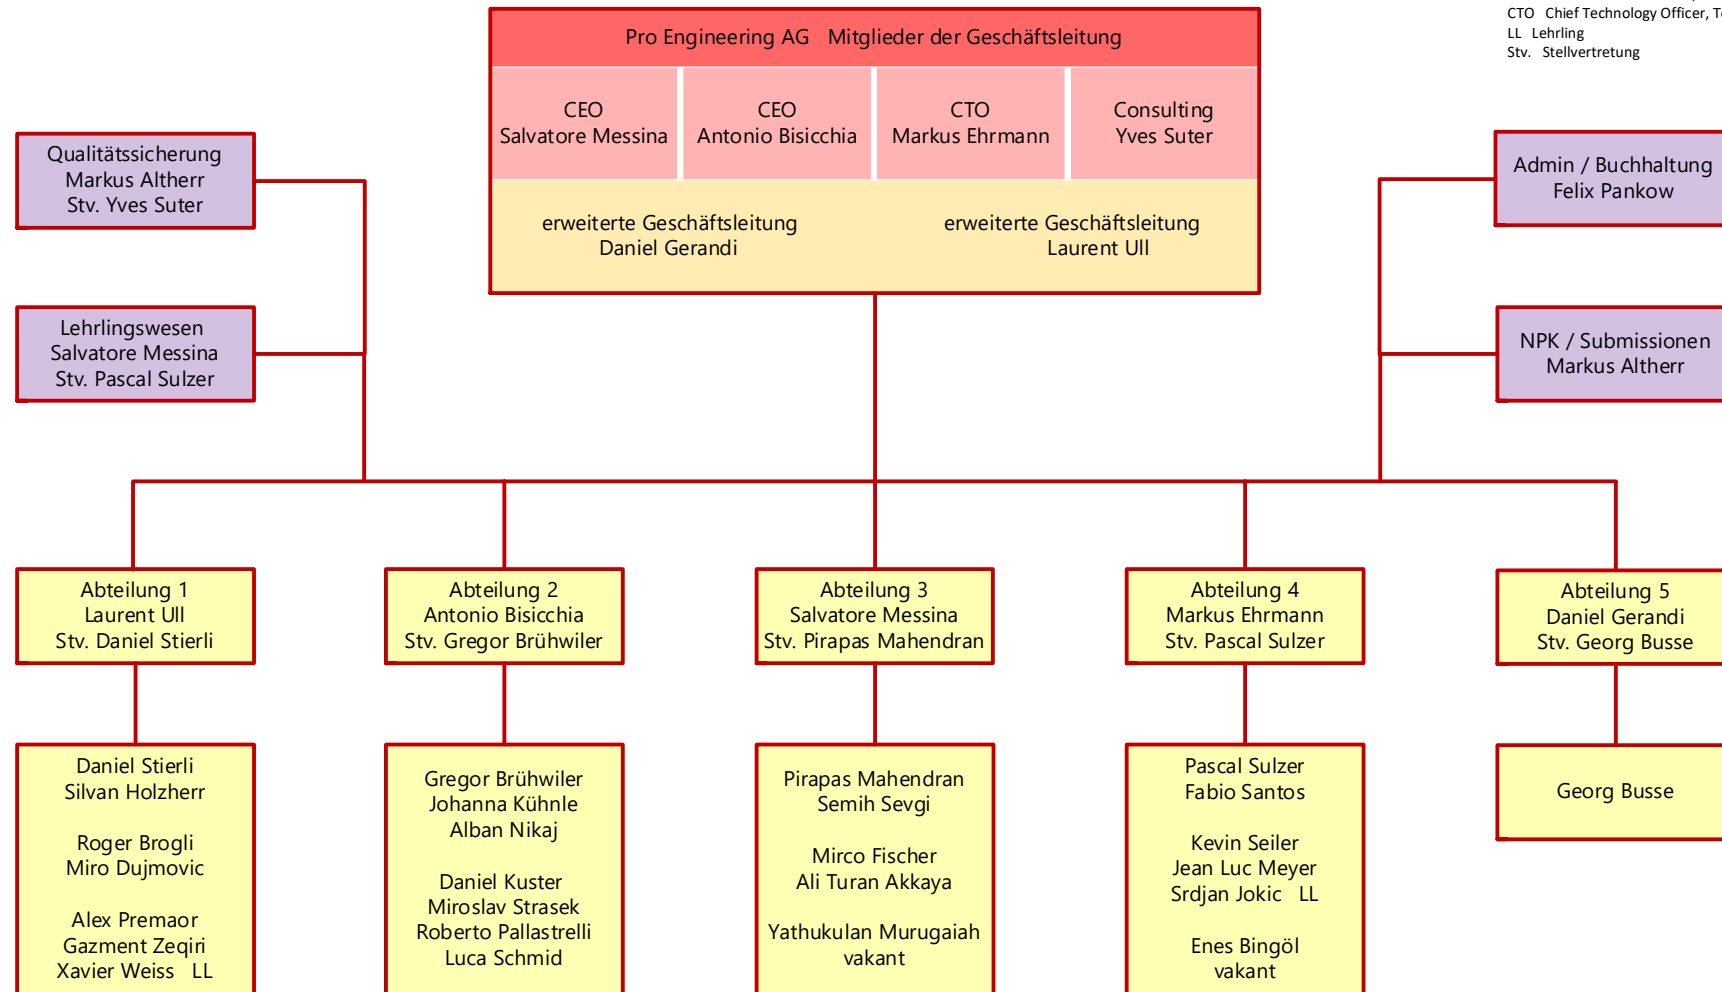 CTO Chief Technology Officer,
LL Lehrling
Stv. Stellvertretung
Pro Engineering AG Mitglieder der Geschäftsleitung
CEO
Salvatore Messina
CEO
Antonio Bisicchia
CTO
Markus Ehrmann
Consulting
Yves Suter
erweiterte Geschäftsleitung
Daniel Gerandi
erweiterte Geschäftsleitung
Laurent Ull
Qualitätssicherung
Markus Altherr
Stv. Yves Suter
Admin / Buchhaltung
Felix Pankow
Lehrlingswesen
Salvatore Messina
Stv. Pascal Sulzer
NPK / Submissionen
Markus Altherr
Abteilung 1
Laurent Ull
Stv. Daniel Stierli
Abteilung 2
Antonio Bisicchia
Stv. Gregor Brühwiler
Abteilung 3
Salvatore Messina
Stv. Pirapas Mahendran
Abteilung 4
Markus Ehrmann
Stv. Pascal Sulzer
Abteilung 5
Daniel Gerandi
Stv. Georg Busse
Daniel Stierli
Silvan Holzherr
Roger Brogli
Miro Dujmovic
Alex Premaor
Gazment Zeqiri
Xavier Weiss LL
Gregor Brühwiler
Johanna Kühnle
Alban Nikaj
Daniel Kuster
Miroslav Strasek
Roberto Pallastrelli
Luca Schmid
Pirapas Mahendran
Semih Sevgi
Mirco Fischer
Ali Turan Akkaya
Yathukulan Murugaiah
vakant
Pascal Sulzer
Fabio Santos
Kevin Seiler
Jean Luc Meyer
Srdjan Jokic LL
Enes Bingöl
vakant
Georg Busse